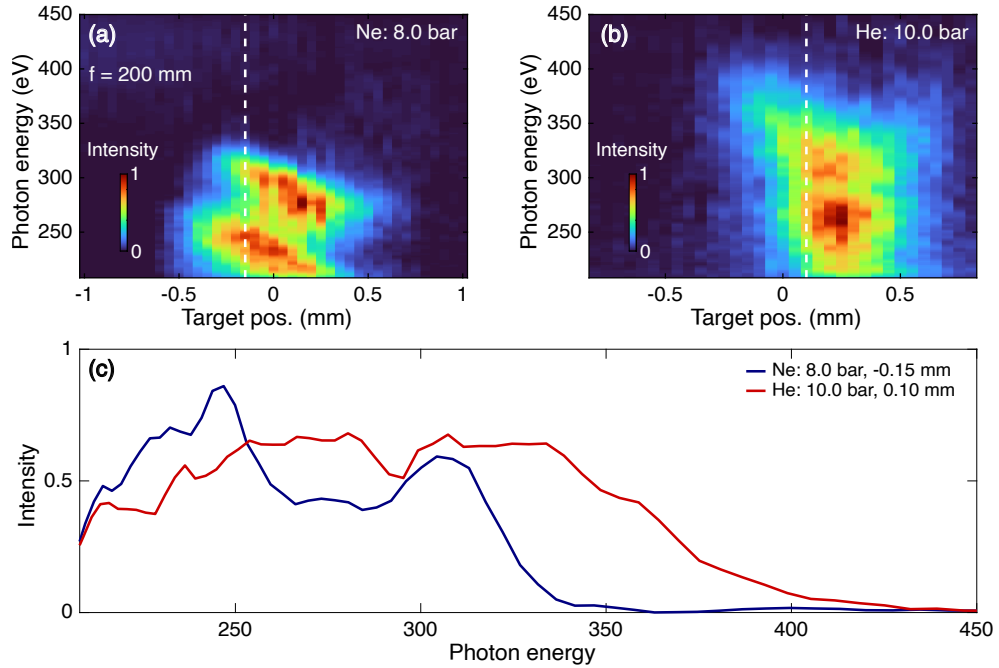 (a)
Ne: 8.0 bar
f = 200 mm
Intensity
1
0
Photon energy (eV)
450
400
350
300
250
-1
-0.5
0
0.5
1
Target pos. (mm)
(b)
He: 10.0 bar
Intensity
1
0
Photon energy (eV)
450
400
350
300
250
-0.5
0
0.5
Target pos. (mm)
(c)
Ne: 8.0 bar, -0.15 mm
He: 10.0 bar, 0.10 mm
Intensity
1
0.5
0
250
300
350
400
450
Photon energy